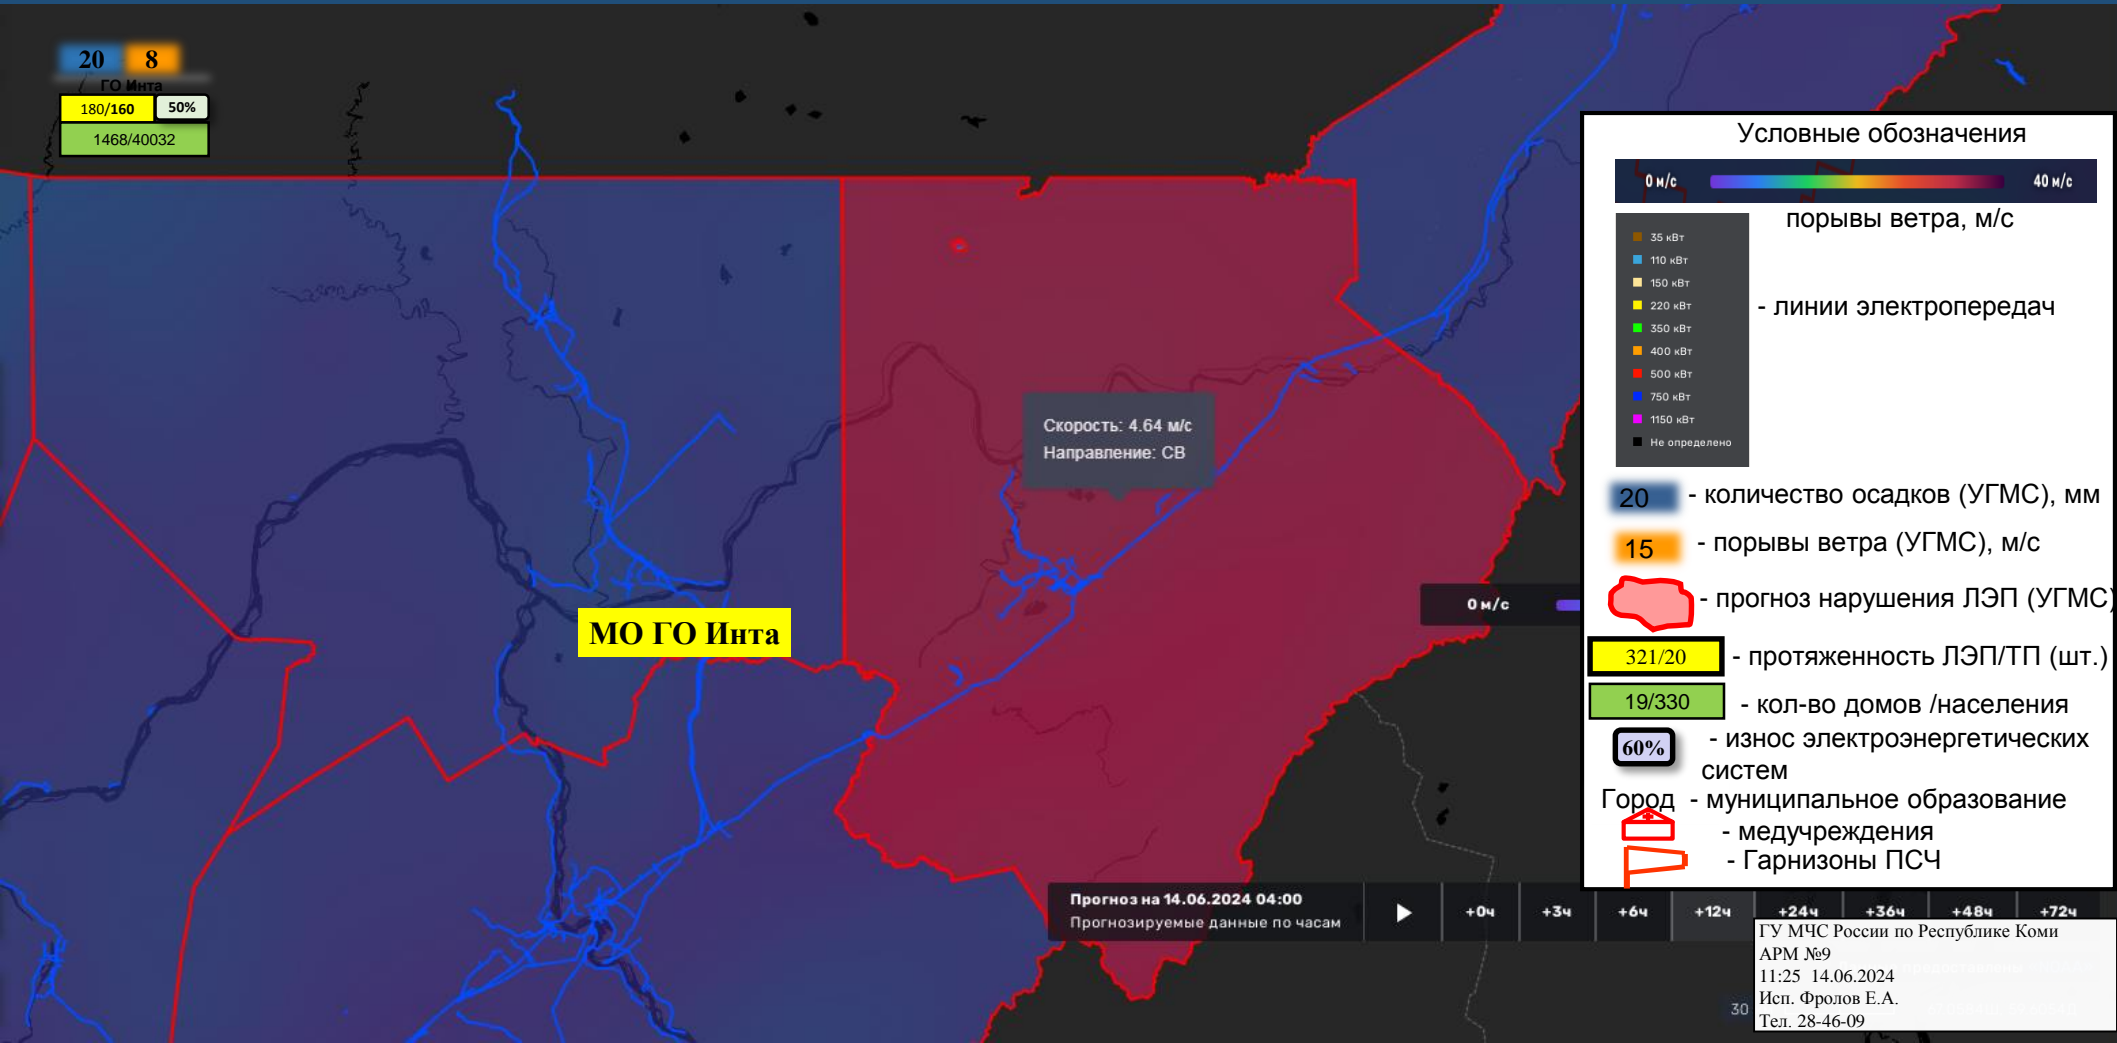 20 8
ГО Инта
180/160 50%
1468/40032
Скорость: 4.64 м/с
Направление: СВ
МО ГО Инта
0 м/с
Условные обозначения
0 м/с 40 м/с
порывы ветра, м/с
35 кВт
110 кВт
150 кВт
220 кВт
350 кВт
400 кВт
500 кВт
750 кВт
1150 кВт
Не определено
- линии электропередач
20 - количество осадков (УГМС), мм
15 - порывы ветра (УГМС), м/с
- прогноз нарушения ЛЭП (УГМС)
321/20 - протяженность ЛЭП/ТП (шт.)
19/330 - кол-во домов /населения
60% - износ электроэнергетических
систем
Город - муниципальное образование
- медучреждения
- Гарнизоны ПСЧ
Прогноз на 14.06.2024 04:00
Прогнозируемые данные по часам
+0ч +3ч +6ч +12ч +24ч +36ч +48ч +72ч
ГУ МЧС России по Республике Коми
АРМ №9
11:25 14.06.2024
Исп. Фролов Е.А.
Тел. 28-46-09
30